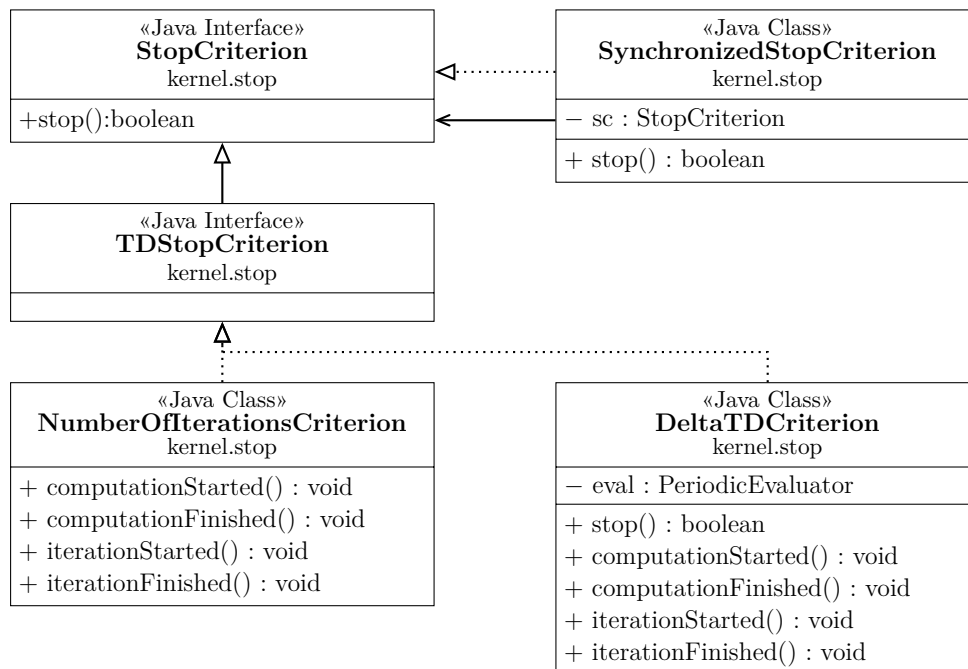 «Java Interface»
StopCriterion
kernel.stop
+stop():boolean
«Java Class»
SynchronizedStopCriterion
kernel.stop
− sc : StopCriterion
+ stop() : boolean
«Java Interface»
TDStopCriterion
kernel.stop
«Java Class»
NumberOfIterationsCriterion
kernel.stop
+ computationStarted() : void
+ computationFinished() : void
+ iterationStarted() : void
+ iterationFinished() : void
«Java Class»
DeltaTDCriterion
kernel.stop
− eval : PeriodicEvaluator
+ stop() : boolean
+ computationStarted() : void
+ computationFinished() : void
+ iterationStarted() : void
+ iterationFinished() : void